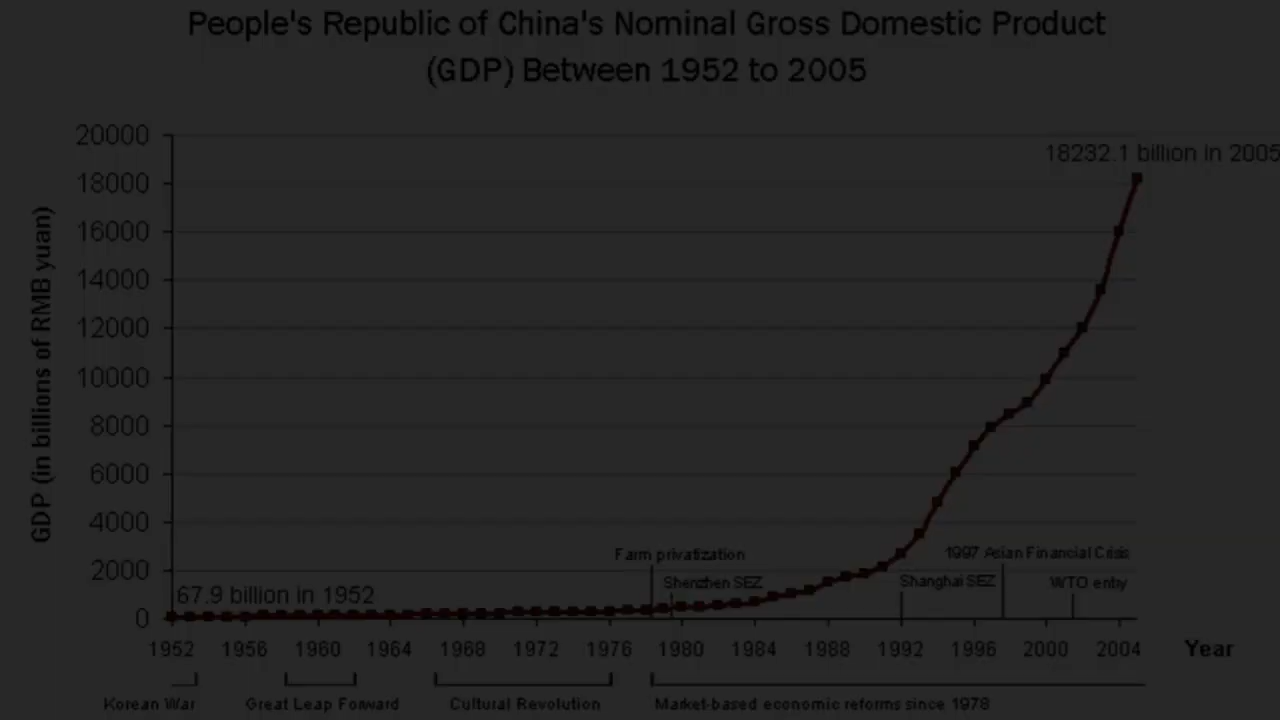 People's Republic of China's Nominal Gross Domestic Product
(GDP) Between 1952 to 2005
20000
18232.1 billion in 2005
18000
16000
14000
12000
10000
8000
6000
4000
2000
0
GDP (in billions of RMB yuan)
Farm privatization
1997 Asian Financial Crisis
Shenzhen SEZ
Shanghai SEZ
WTO entry
67.9 billion in 1952
1952 1956 1960 1964 1968 1972 1976 1980 1984 1988 1992 1996 2000 2004 Year
Korean War
Great Leap Forward
Cultural Revolution
Market-based economic reforms since 1978